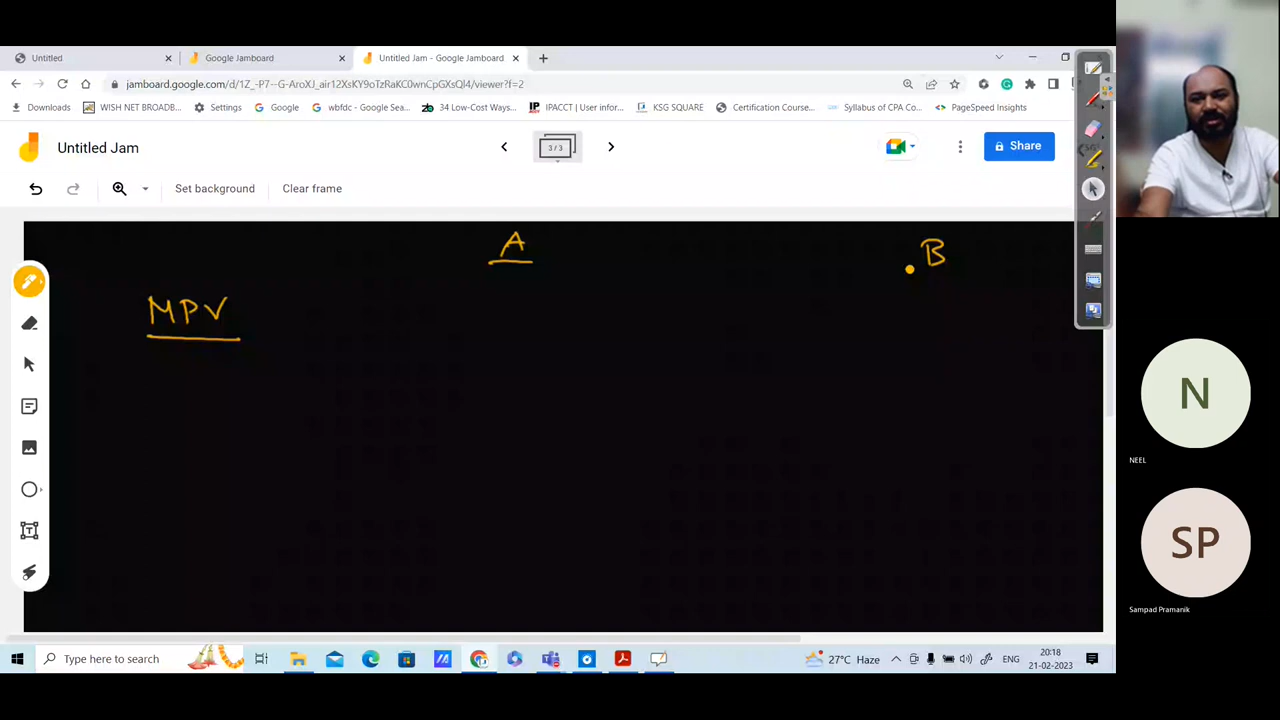 Untitled
Google Jamboard
Untitled Jam - Google Jamboard
jamboard.google.com/d/1Z_-P7--G-AroXJ_air12XsKY9oTzRaKC0wnCpGXsQl4/viewer?f=2
Downloads
WISH NET BROADB...
Settings
Google
wbfdc - Google Sea...
34 Low-Cost Ways...
IPACCT | User infor...
KSG SQUARE
Certification Course...
Syllabus of CPA Co...
PageSpeed Insights
Untitled Jam
3 / 3
Share
Set background
Clear frame
A
B
MPV
N
NEEL
SP
Sampad Pramanik
Type here to search
27°C Haze
ENG
20:18
21-02-2023